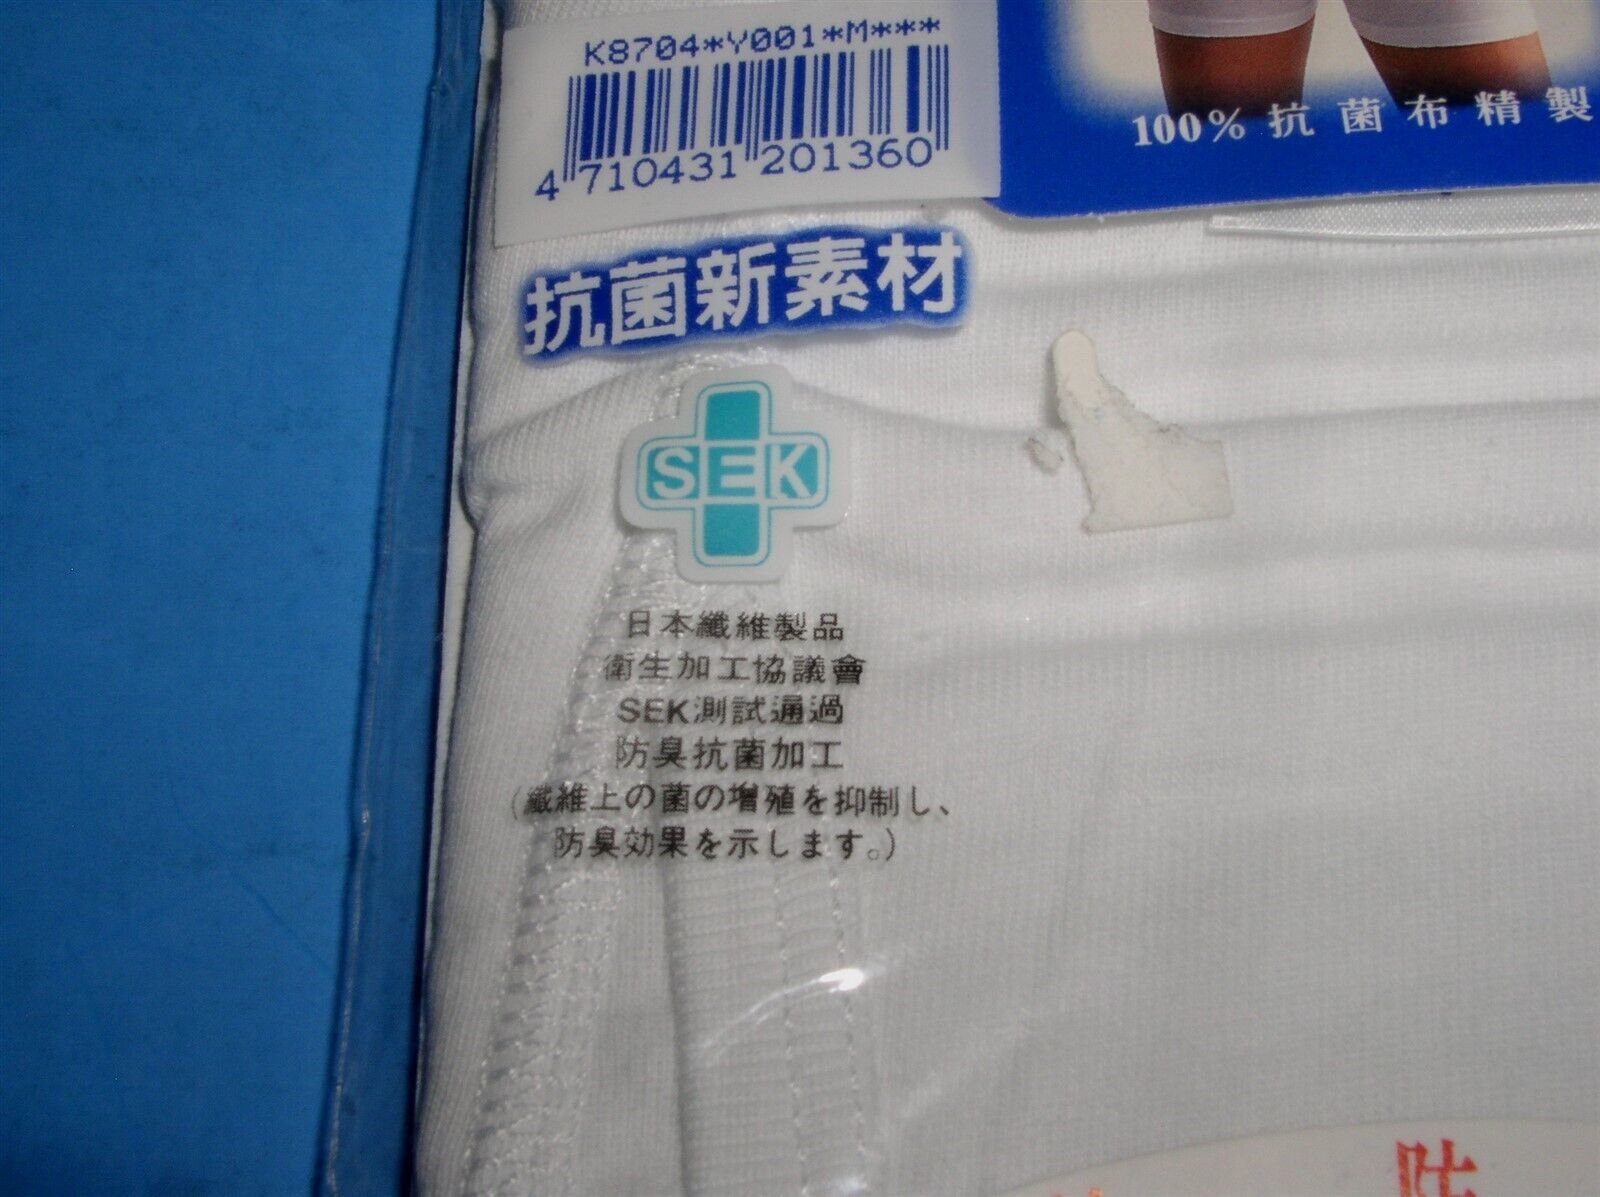 K8704*Y001*M***
4 710431 201360
100%抗菌布精製
抗菌新素材
SEK
日本纖維製品
衛生加工協議會
SEK測試通過
防臭抗菌加工
(纖維上の菌の増殖を抑制し、
防臭効果を示します。)